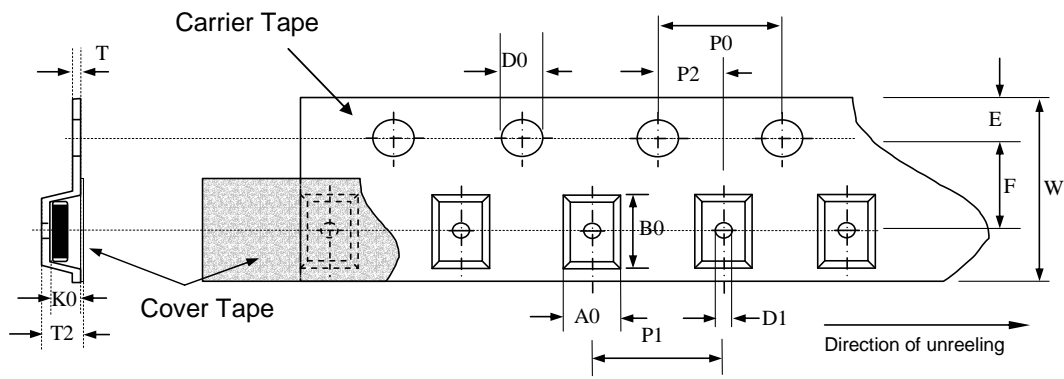 Carrier Tape
T
D0
P0
P2
E
W
F
B0
K0
Cover Tape
T2
A0
D1
P1
Direction of unreeling